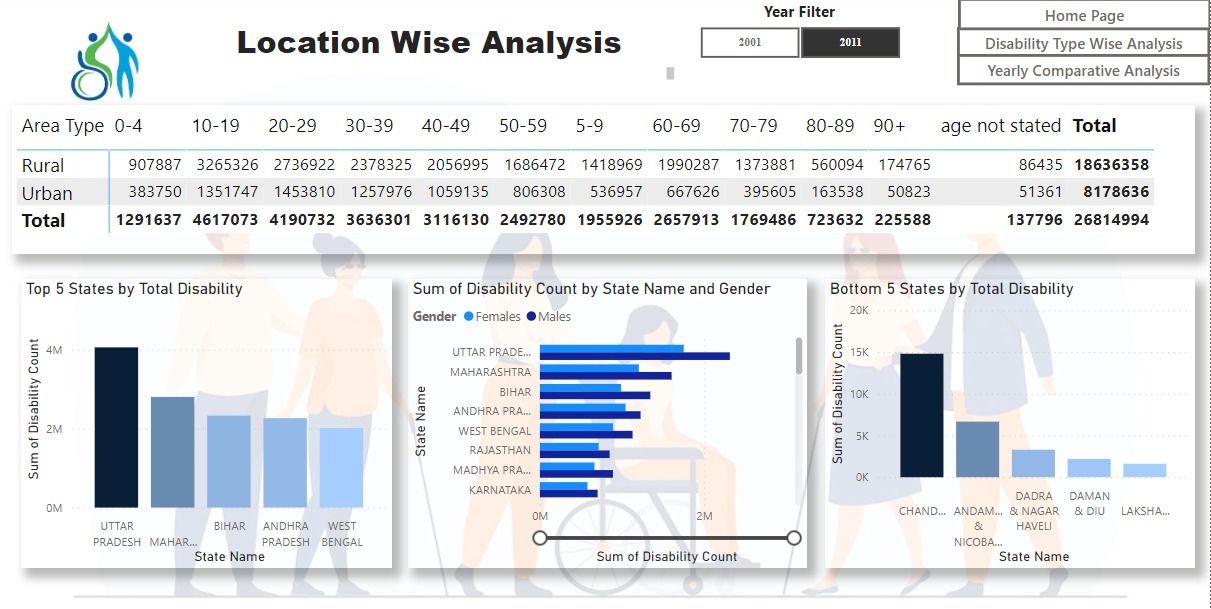 Location Wise Analysis
Year Filter
2001
2011
Home Page
Disability Type Wise Analysis
Yearly Comparative Analysis
Area Type 0-4 10-19 20-29 30-39 40-49 50-59 5-9 60-69 70-79 80-89 90+ age not stated Total
Rural 907887 3265326 2736922 2378325 2056995 1686472 1418969 1990287 1373881 560094 174765 86435 18636358
Urban 383750 1351747 1453810 1257976 1059135 806308 536957 667626 395605 163538 50823 51361 8178636
Total 1291637 4617073 4190732 3636301 3116130 2492780 1955926 2657913 1769486 723632 225588 137796 26814994
Top 5 States by Total Disability
Sum of Disability Count
4M
2M
0M
UTTAR
PRADESH
MAHAR...
BIHAR
ANDHRA
PRADESH
WEST
BENGAL
State Name
Sum of Disability Count by State Name and Gender
Gender Females Males
State Name
UTTAR PRADE...
MAHARASHTRA
BIHAR
ANDHRA PRA...
WEST BENGAL
RAJASTHAN
MADHYA PRA...
KARNATAKA
0M 2M
Sum of Disability Count
Bottom 5 States by Total Disability
Sum of Disability Count
20K
15K
10K
5K
0K
CHAND...
ANDAM...
&
NICOBA...
DADRA
& NAGAR
HAVELI
DAMAN
& DIU
LAKSHA...
State Name